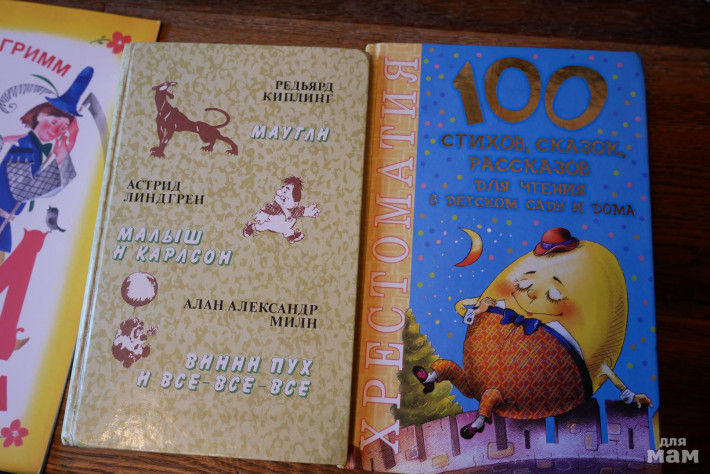 ГРИММ
РЕДЬЯРД
КИПЛИНГ
МАУГЛИ
АСТРИД
ЛИНДГРЕН
МАЛЫШ
И КАРЛСОН
АЛАН АЛЕКСАНДР
МИЛН
ВИННИ ПУХ
И ВСЕ-ВСЕ-ВСЕ
ХРЕСТОМАТИЯ
100
СТИХОВ, СКАЗОК,
РАССКАЗОВ
ДЛЯ ЧТЕНИЯ
В ДЕТСКОМ САДУ И ДОМА
для
мам